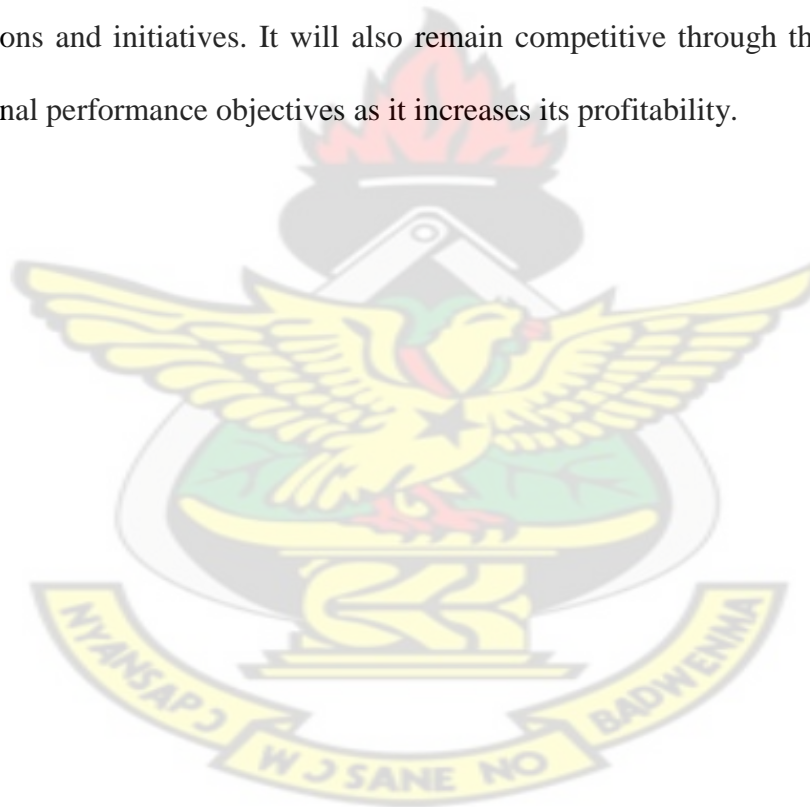 ons and initiatives. It will also remain competitive through th
nal performance objectives as it increases its profitability.
NYANSAPƆ WƆSANE NO BADWENMA